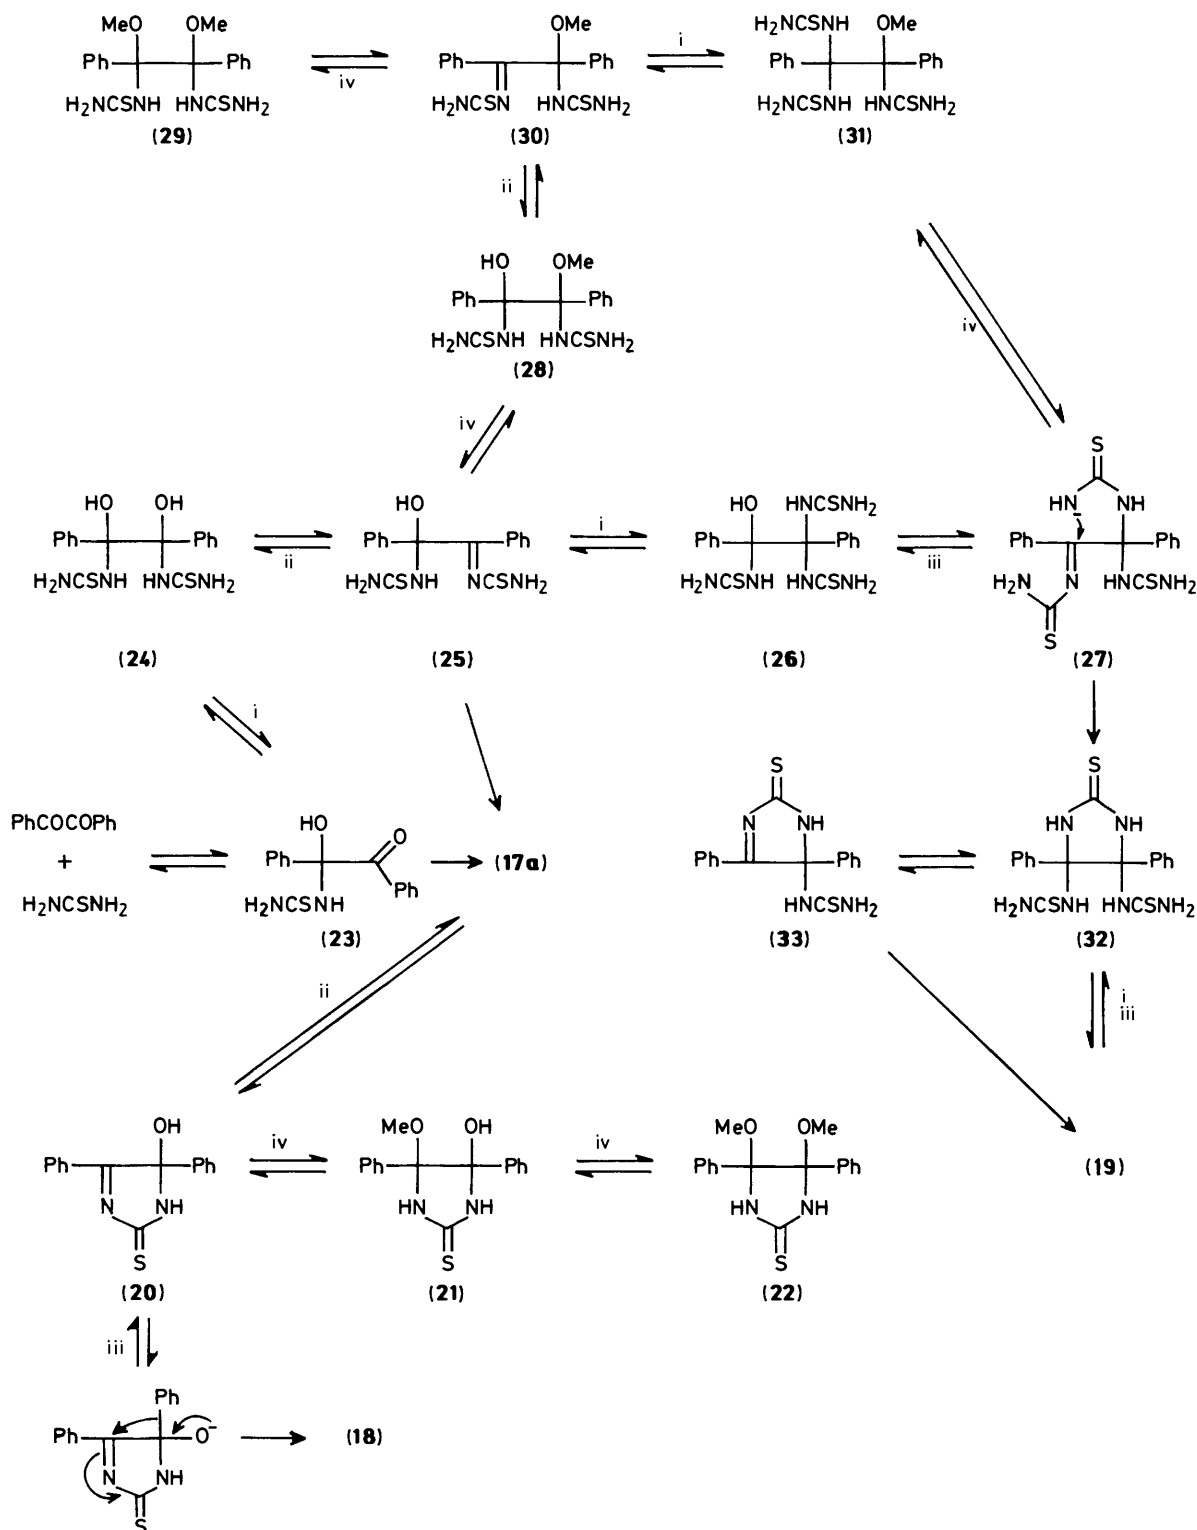 MeO OMe
Ph Ph
H₂NCSNH HNCSNH₂
(29)
iv
OMe
Ph Ph
H₂NCSN HNCSNH₂
(30)
i
H₂NCSNH OMe
Ph Ph
H₂NCSNH HNCSNH₂
(31)
ii
iv
HO OMe
Ph Ph
H₂NCSNH HNCSNH₂
(28)
iv
HO OH
Ph Ph
H₂NCSNH HNCSNH₂
(24)
ii
HO
Ph Ph
H₂NCSNH NCSNH₂
(25)
i
HO HNCSNH₂
Ph Ph
H₂NCSNH HNCSNH₂
(26)
iii
S
HN NH
Ph Ph
H₂N N HNCSNH₂
S
(27)
i
PhCOCOPh
+
H₂NCSNH₂
HO
O
Ph
Ph
H₂NCSNH
(23)
(17a)
S
N NH
Ph Ph
HNCSNH₂
(33)
S
HN NH
Ph Ph
H₂NCSNH HNCSNH₂
(32)
ii
i
iii
OH
Ph Ph
N NH
S
(20)
iv
MeO OH
Ph Ph
HN NH
S
(21)
iv
MeO OMe
Ph Ph
HN NH
S
(22)
(19)
iii
Ph
Ph O⁻
N NH
S
(18)